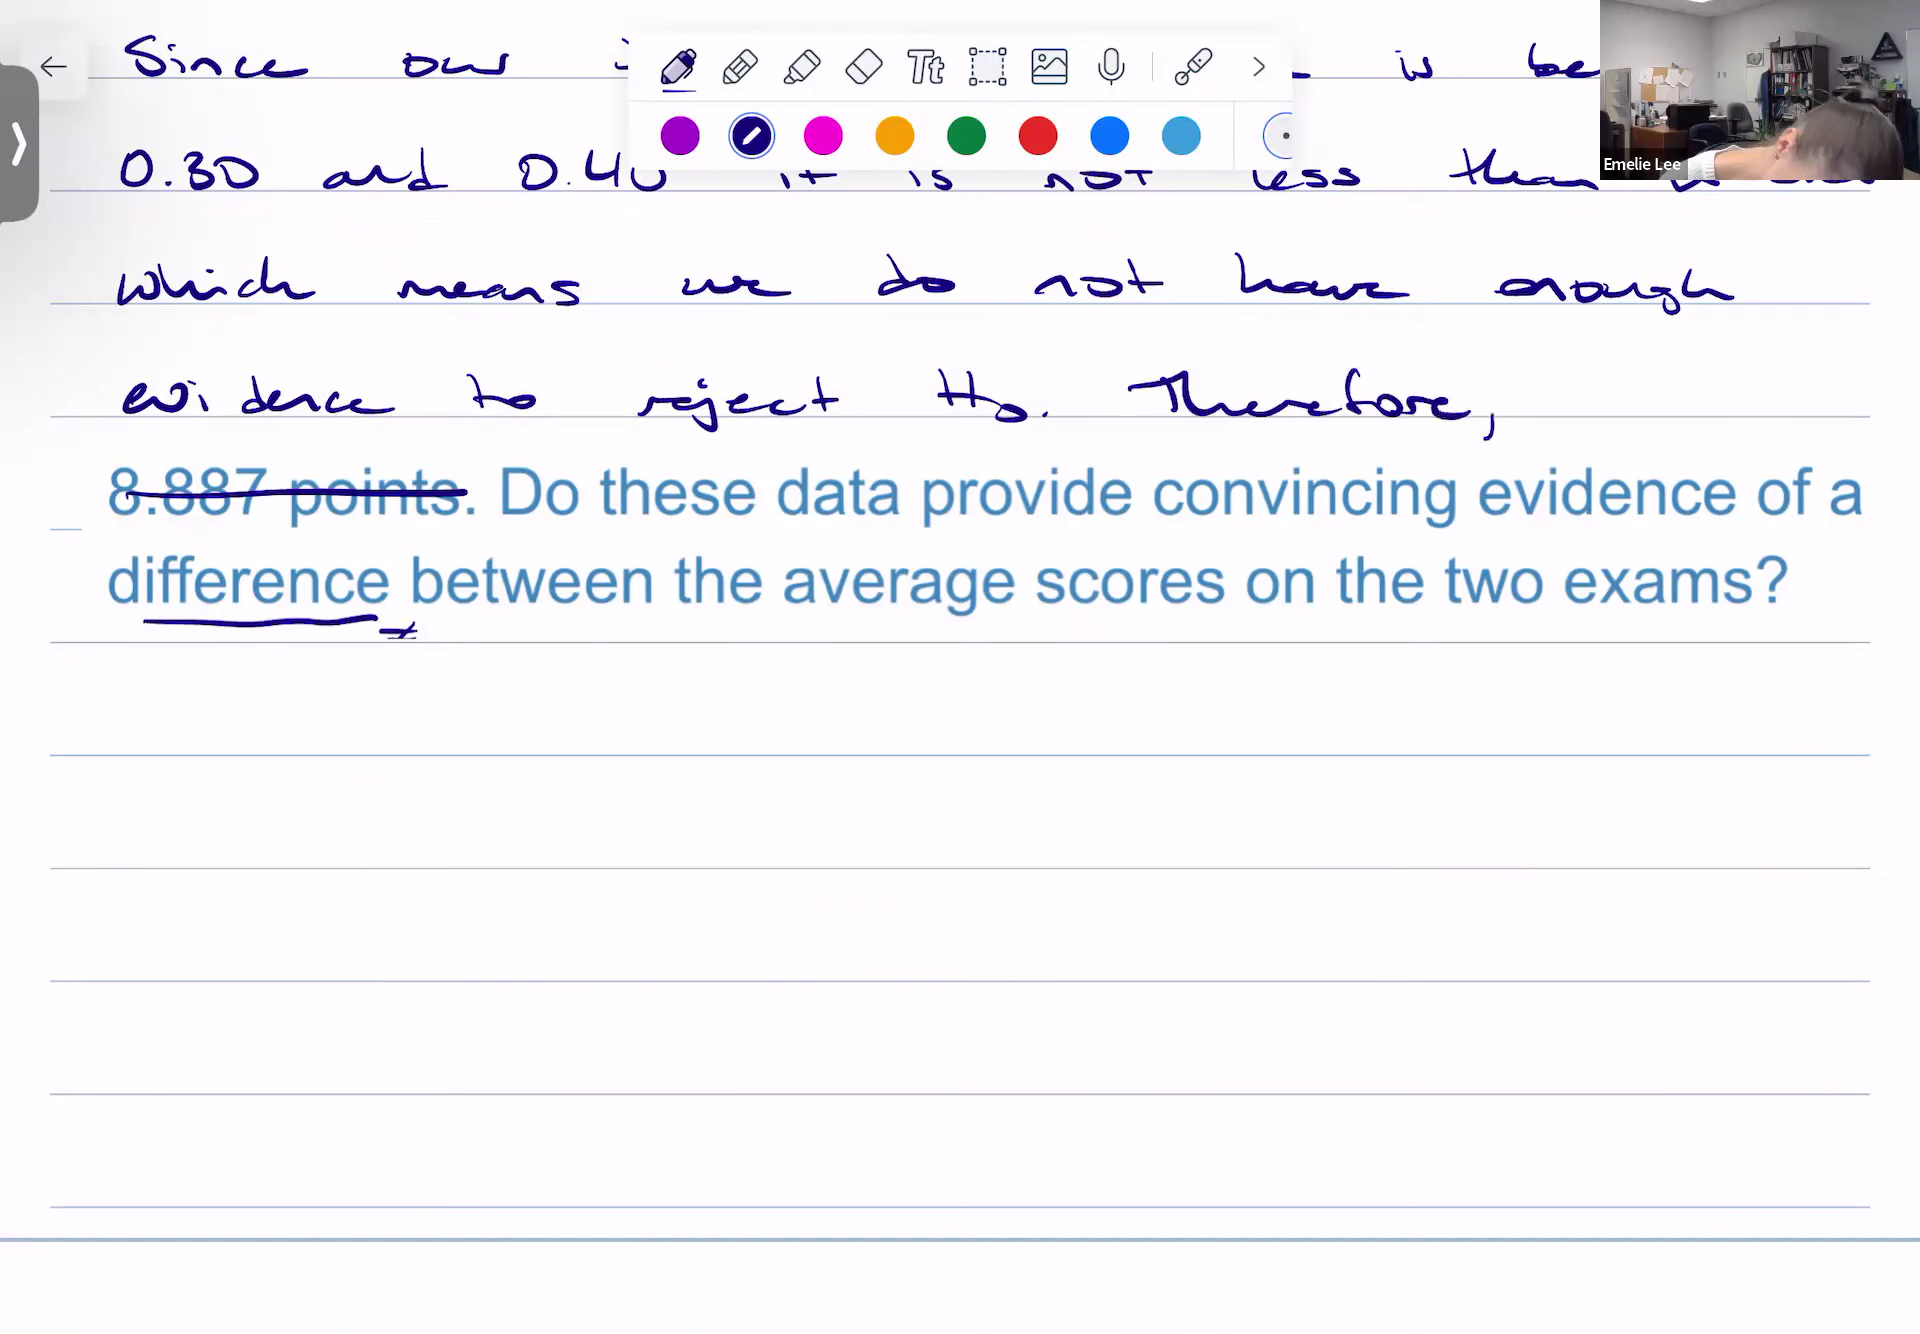 Since our is be
Tt
Emelie Lee
0.30 and 0.40 it is not less than
which means we do not have enough
evidence to reject H₀. Therefore,
8.887 points. Do these data provide convincing evidence of a
difference between the average scores on the two exams?
≠